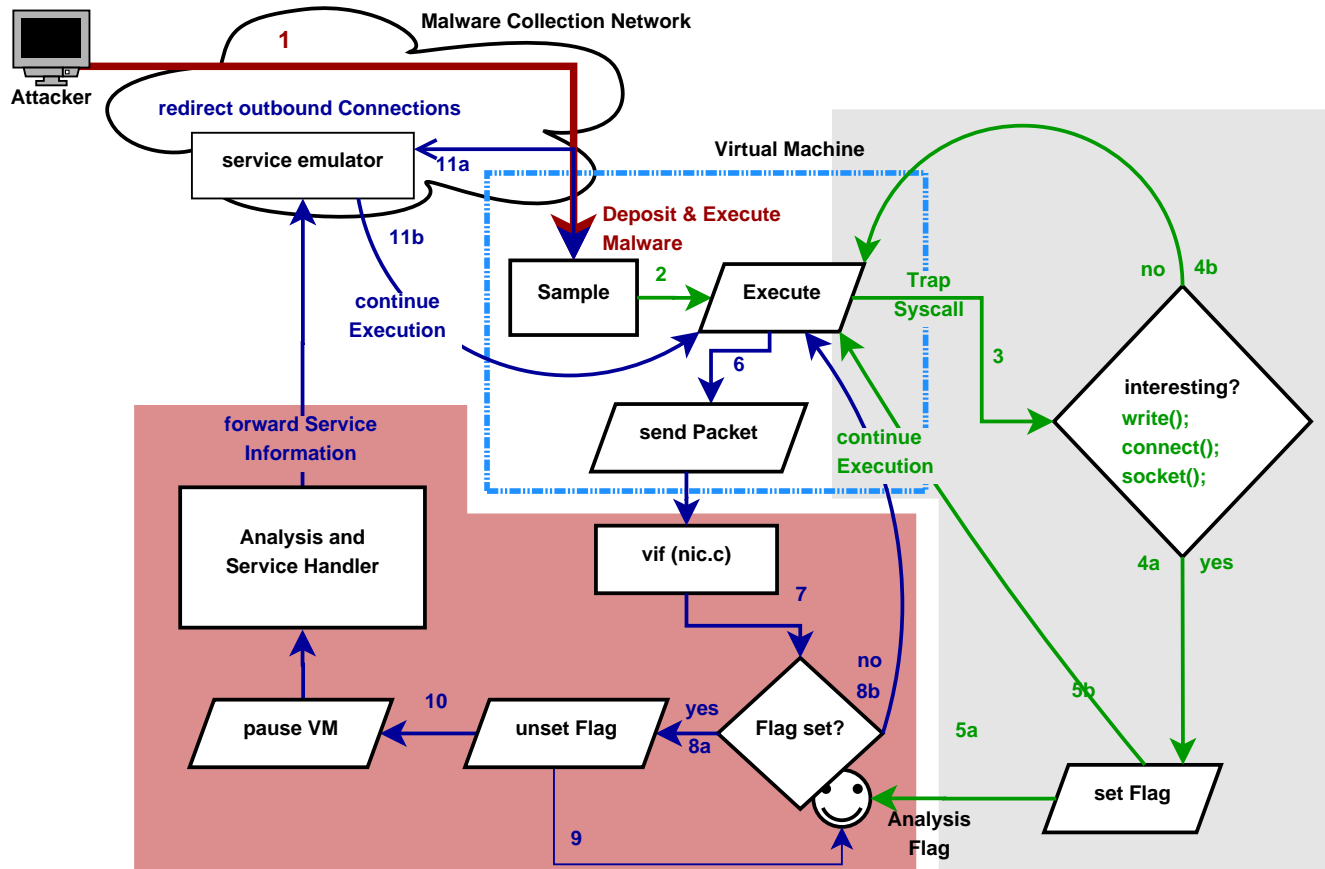 Malware Collection Network
1
Attacker
redirect outbound Connections
service emulator
11a
Virtual Machine
Deposit & Execute
Malware
11b
continue
Execution
Sample
2
Execute
Trap
Syscall
no
4b
3
6
interesting?
write();
connect();
socket();
send Packet
continue
Execution
forward Service
Information
Analysis and
Service Handler
vif (nic.c)
4a
yes
7
no
8b
5b
5a
10
yes
8a
pause VM
unset Flag
Flag set?
set Flag
9
Analysis
Flag